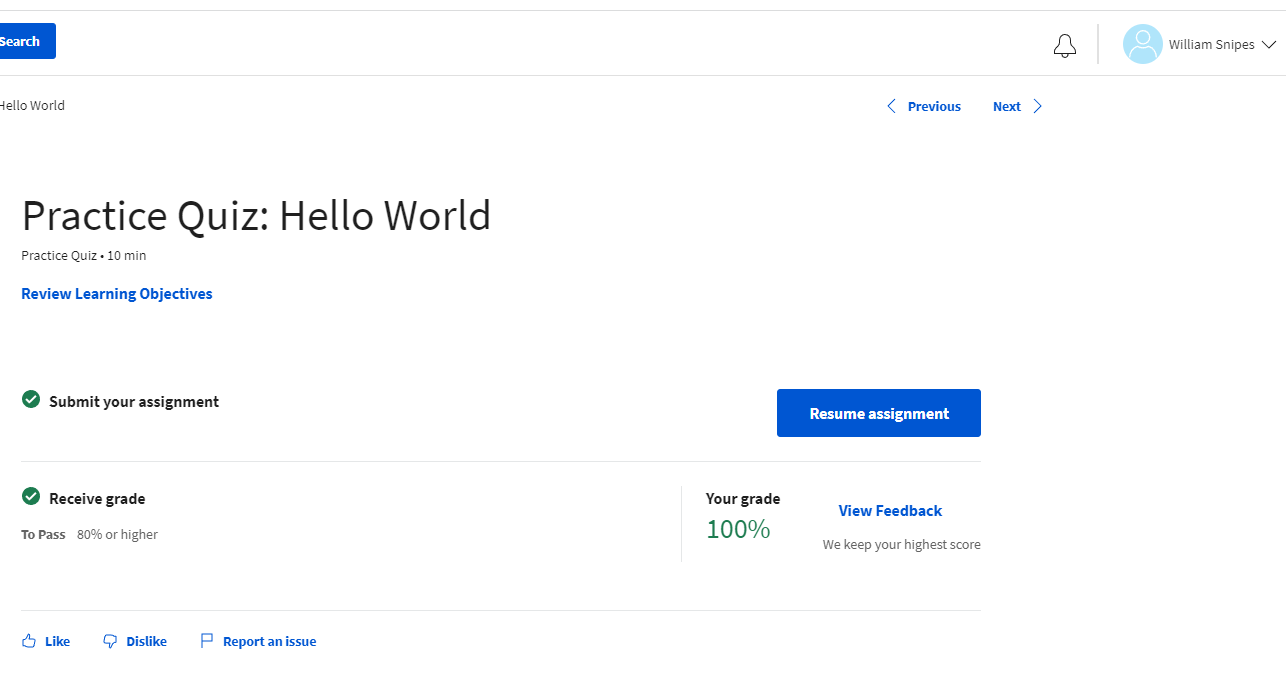 Search
William Snipes
Hello World
Previous
Next
Practice Quiz: Hello World
Practice Quiz • 10 min
Review Learning Objectives
Submit your assignment
Resume assignment
Receive grade
To Pass 80% or higher
Your grade
100%
View Feedback
We keep your highest score
Like
Dislike
Report an issue